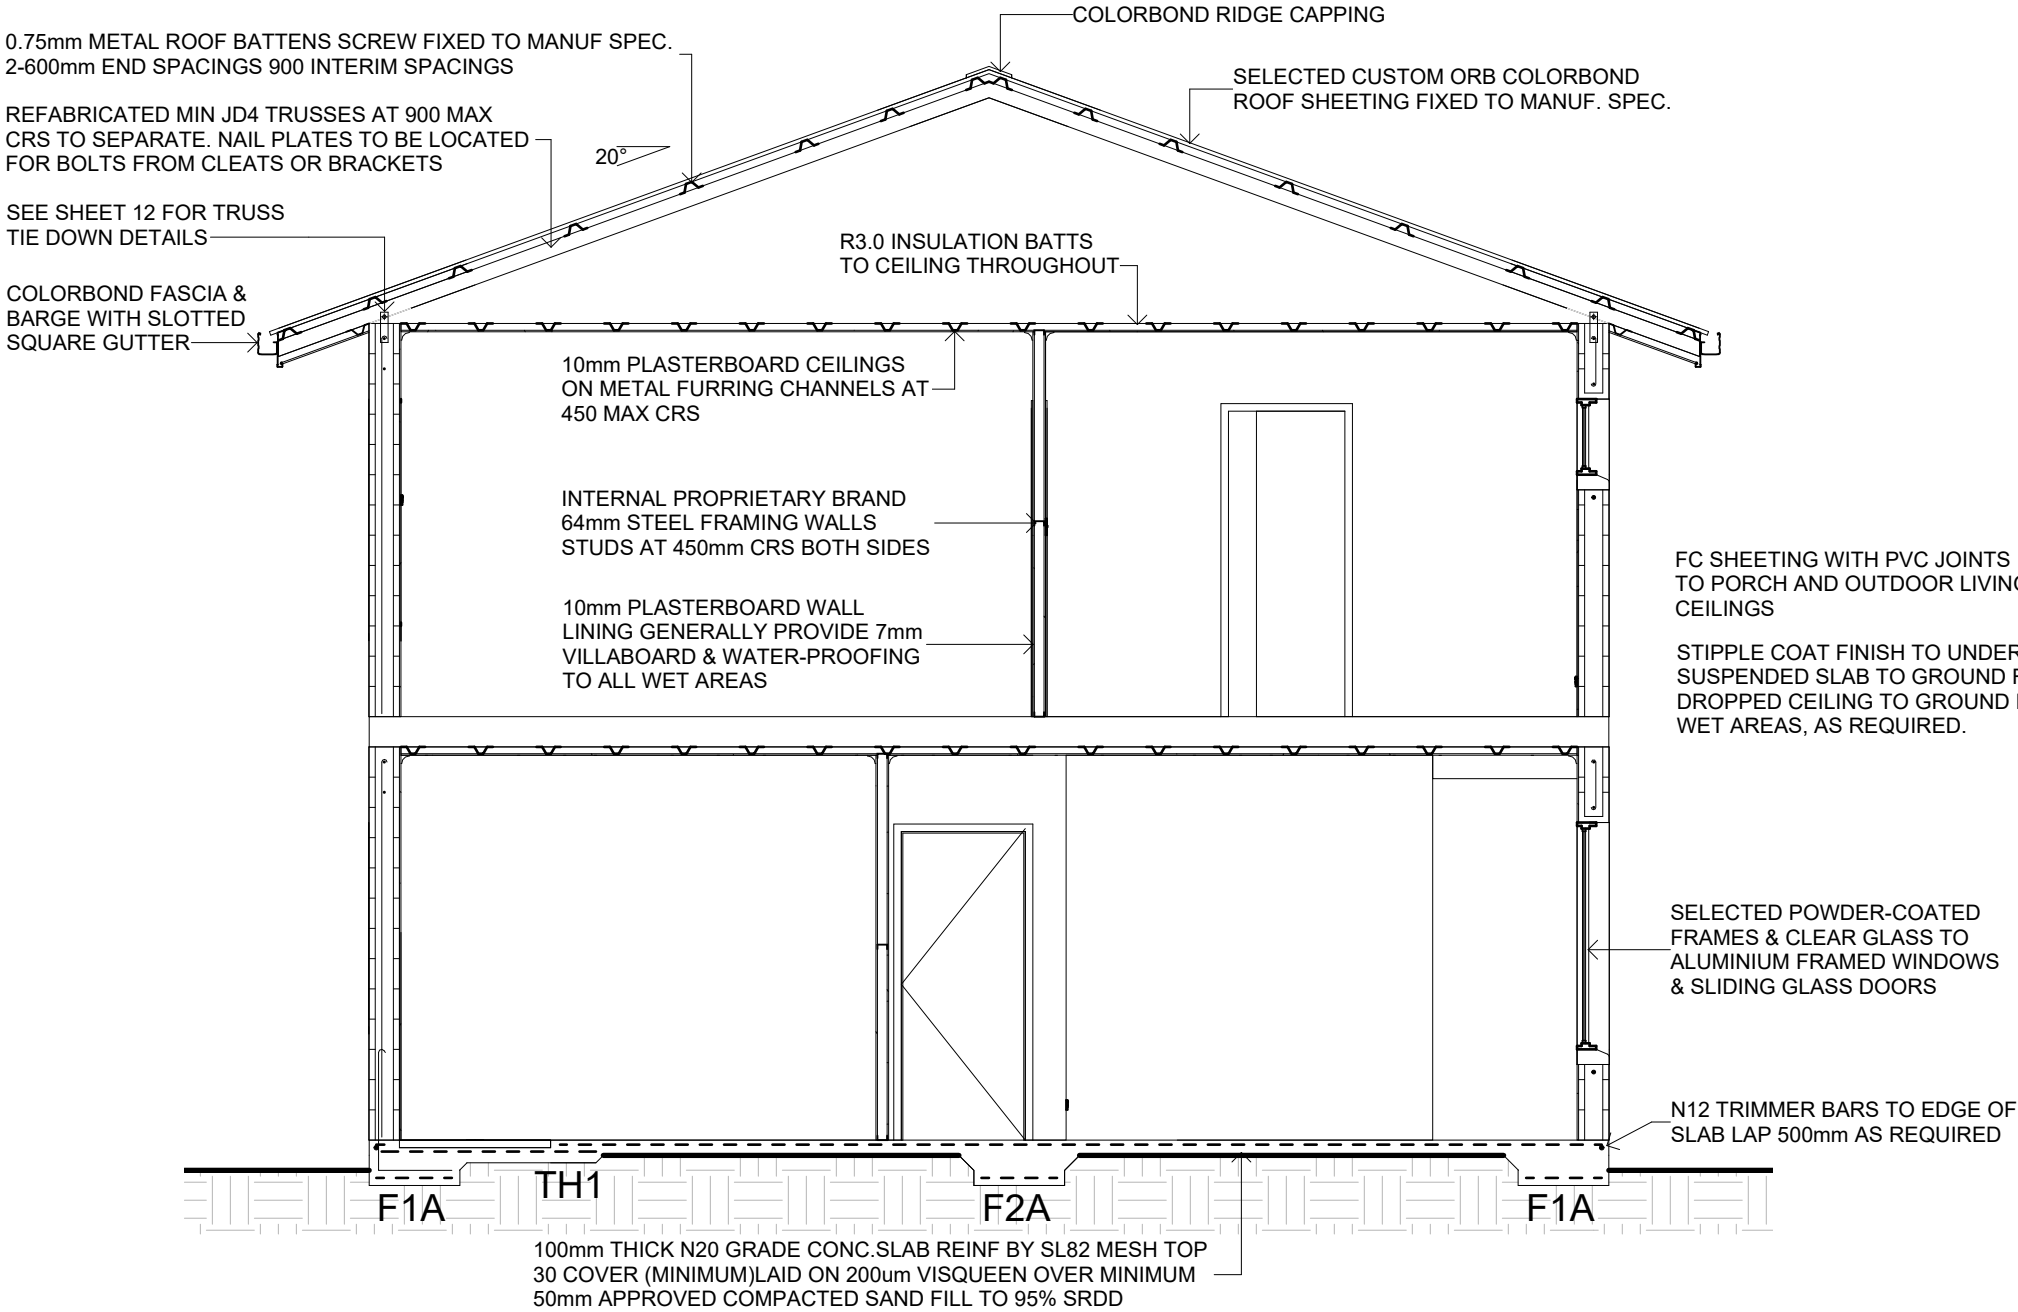 COLORBOND RIDGE CAPPING
0.75mm METAL ROOF BATTENS SCREW FIXED TO MANUF SPEC.
2-600mm END SPACINGS 900 INTERIM SPACINGS
SELECTED CUSTOM ORB COLORBOND
ROOF SHEETING FIXED TO MANUF. SPEC.
REFABRICATED MIN JD4 TRUSSES AT 900 MAX
CRS TO SEPARATE. NAIL PLATES TO BE LOCATED
FOR BOLTS FROM CLEATS OR BRACKETS
20°
SEE SHEET 12 FOR TRUSS
TIE DOWN DETAILS
R3.0 INSULATION BATTS
TO CEILING THROUGHOUT
COLORBOND FASCIA &
BARGE WITH SLOTTED
SQUARE GUTTER
10mm PLASTERBOARD CEILINGS
ON METAL FURRING CHANNELS AT
450 MAX CRS
INTERNAL PROPRIETARY BRAND
64mm STEEL FRAMING WALLS
STUDS AT 450mm CRS BOTH SIDES
10mm PLASTERBOARD WALL
LINING GENERALLY PROVIDE 7mm
VILLABOARD & WATER-PROOFING
TO ALL WET AREAS
FC SHEETING WITH PVC JOINTS
TO PORCH AND OUTDOOR LIVING
CEILINGS
STIPPLE COAT FINISH TO UNDER
SUSPENDED SLAB TO GROUND
DROPPED CEILING TO GROUND
WET AREAS, AS REQUIRED.
SELECTED POWDER-COATED
FRAMES & CLEAR GLASS TO
ALUMINIUM FRAMED WINDOWS
& SLIDING GLASS DOORS
N12 TRIMMER BARS TO EDGE OF
SLAB LAP 500mm AS REQUIRED
F1A
TH1
F2A
F1A
100mm THICK N20 GRADE CONC.SLAB REINF BY SL82 MESH TOP
30 COVER (MINIMUM)LAID ON 200um VISQUEEN OVER MINIMUM
50mm APPROVED COMPACTED SAND FILL TO 95% SRDD